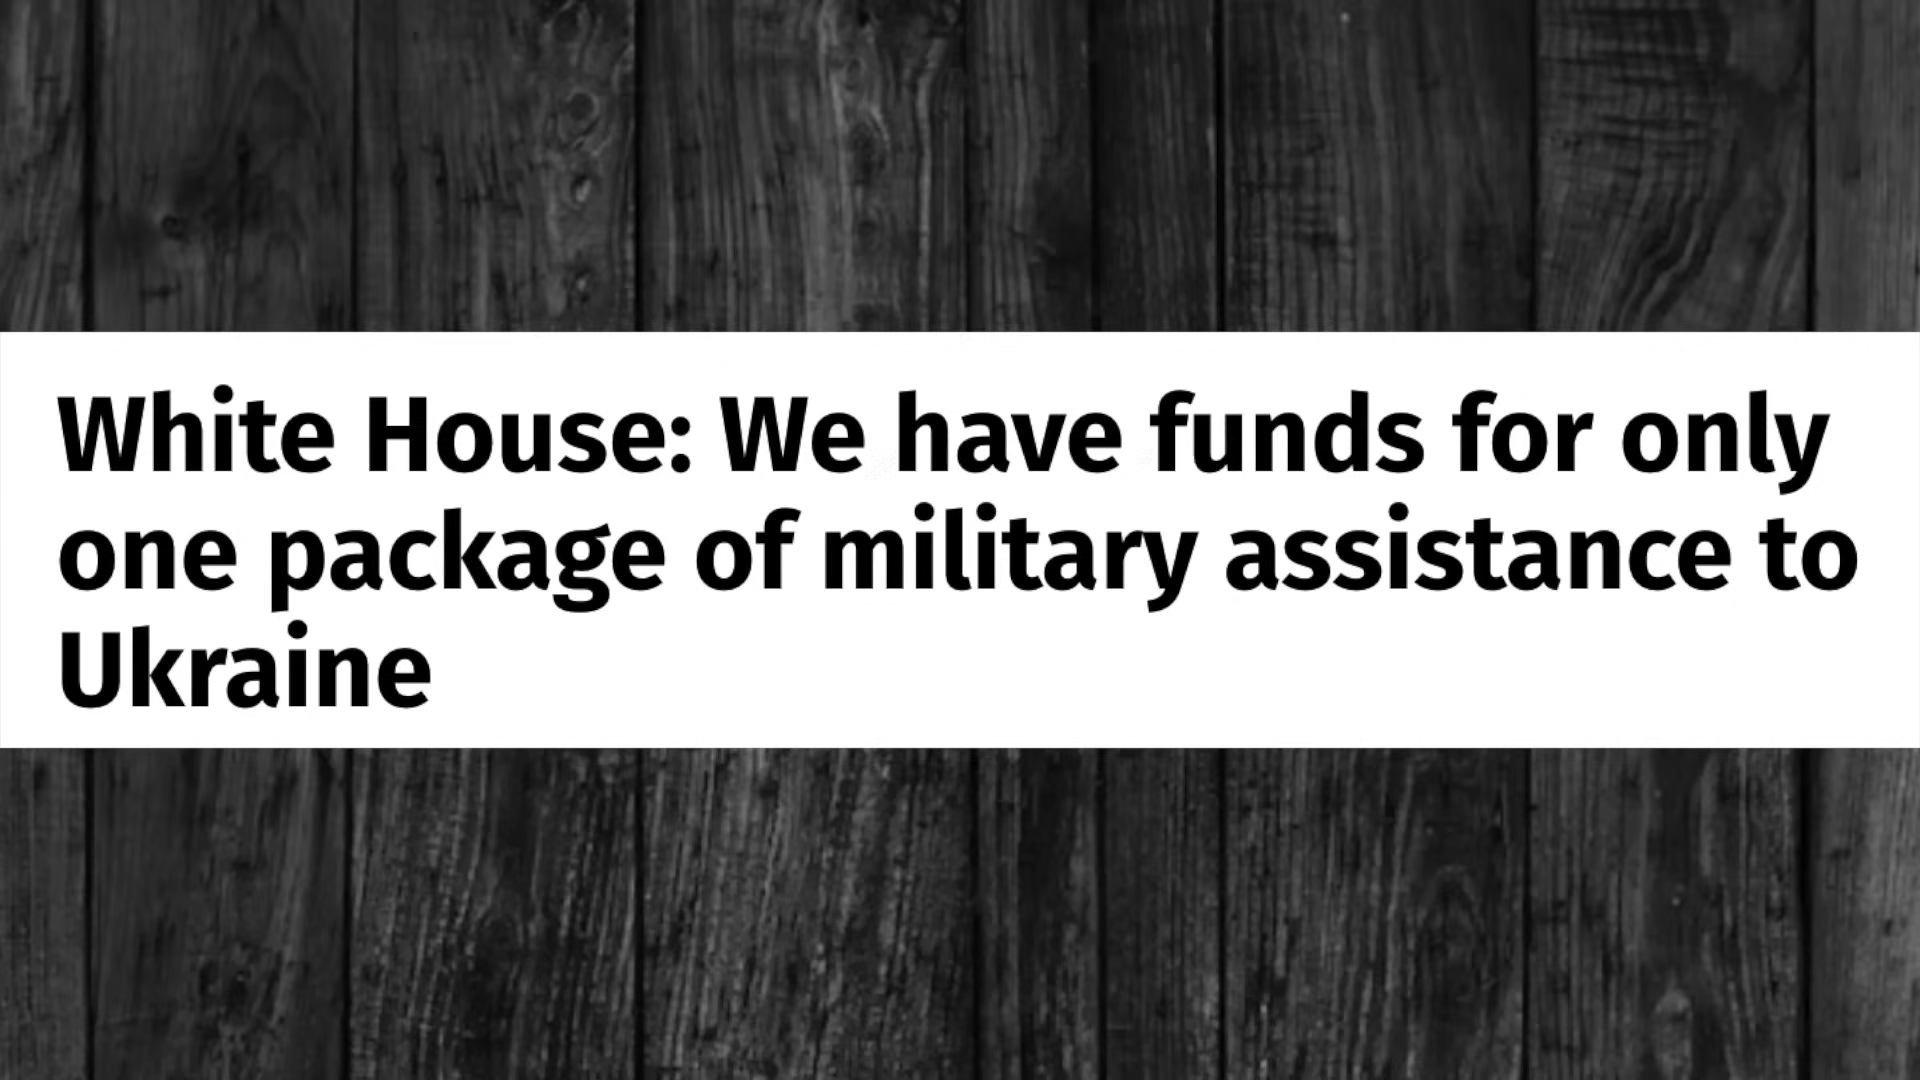 White House: We have funds for only
one package of military assistance to
Ukraine